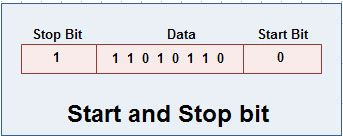 Stop Bit Data Start Bit
1 1 1 0 1 0 1 1 0 0
Start and Stop bit